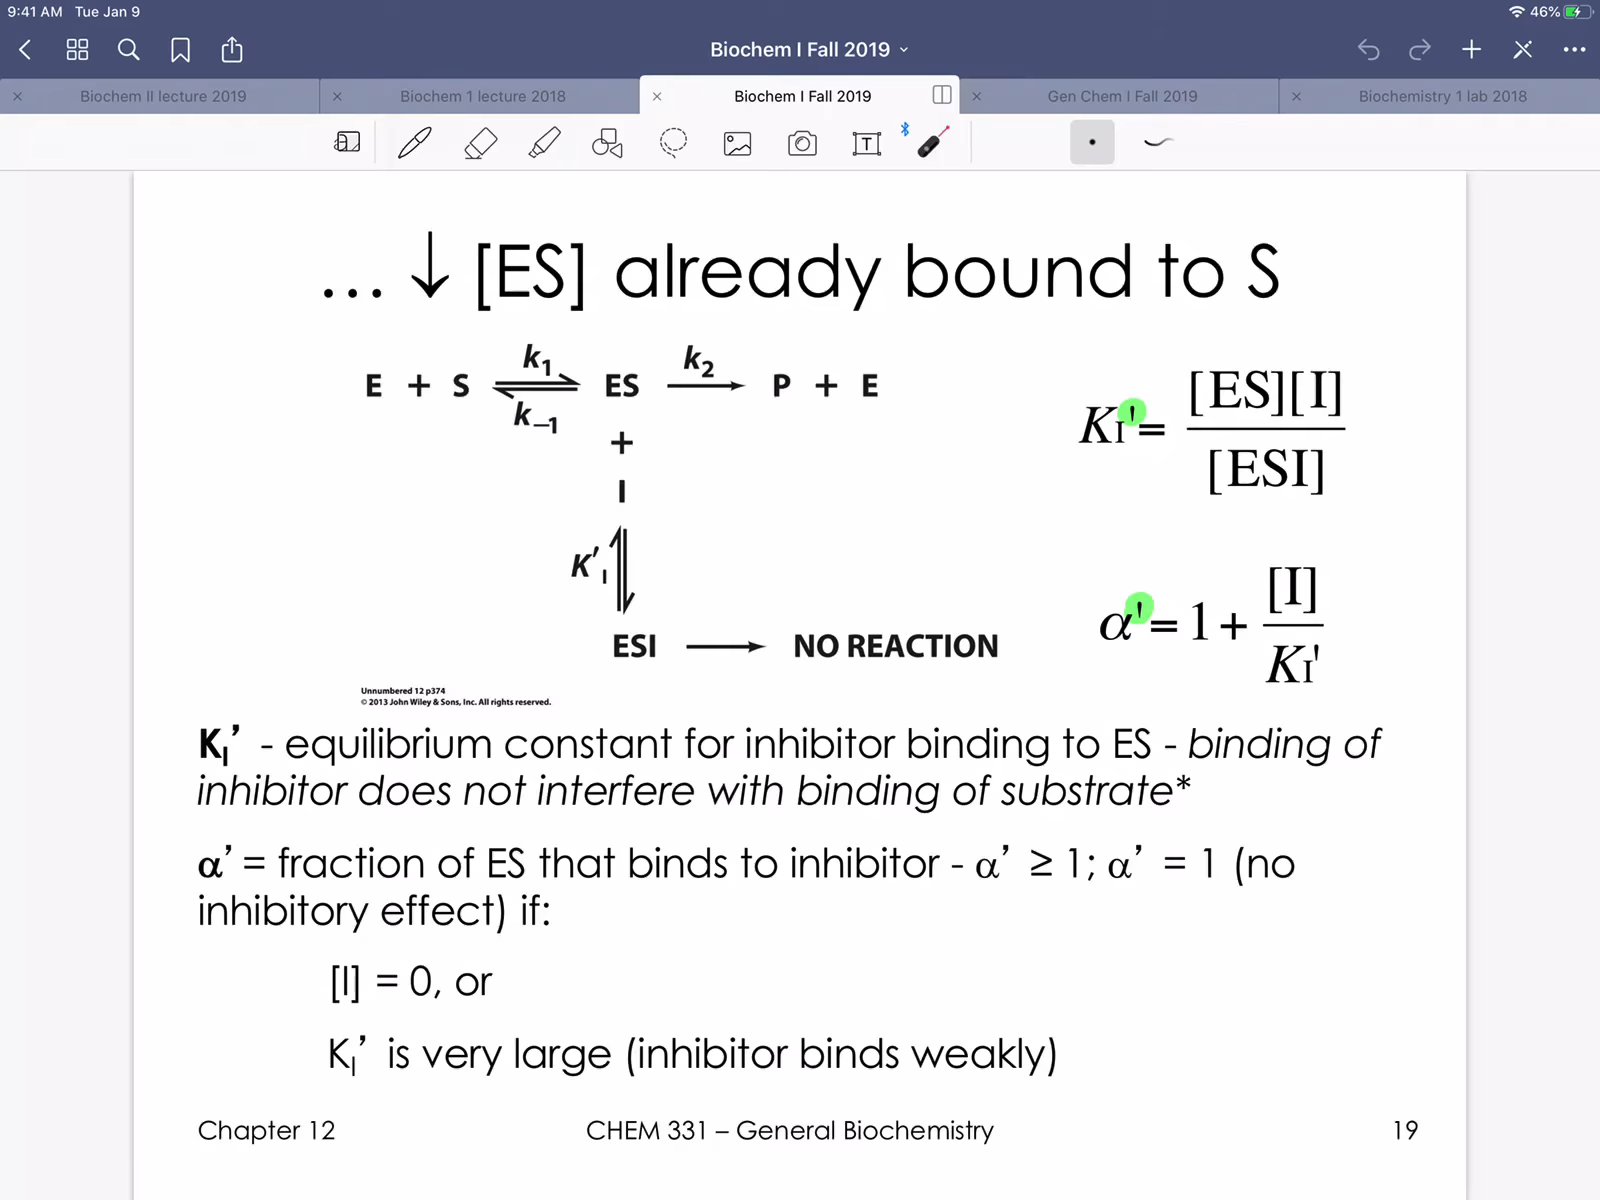 9:41 AM Tue Jan 9
46%
Biochem I Fall 2019
Biochem II lecture 2019
Biochem 1 lecture 2018
Biochem I Fall 2019
Gen Chem I Fall 2019
Biochemistry 1 lab 2018
... ↓ [ES] already bound to S
k₁
k₂
E + S ⇌ ES → P + E
k₋₁
+
I
K'I
ESI → NO REACTION
KI' = [ES][I] / [ESI]
α' = 1 + [I] / KI'
Unnumbered 12 p374
© 2013 John Wiley & Sons, Inc. All rights reserved.
KI’ - equilibrium constant for inhibitor binding to ES - binding of
inhibitor does not interfere with binding of substrate*
α’ = fraction of ES that binds to inhibitor - α’ ≥ 1; α’ = 1 (no
inhibitory effect) if:
[I] = 0, or
KI’ is very large (inhibitor binds weakly)
Chapter 12
CHEM 331 – General Biochemistry
19